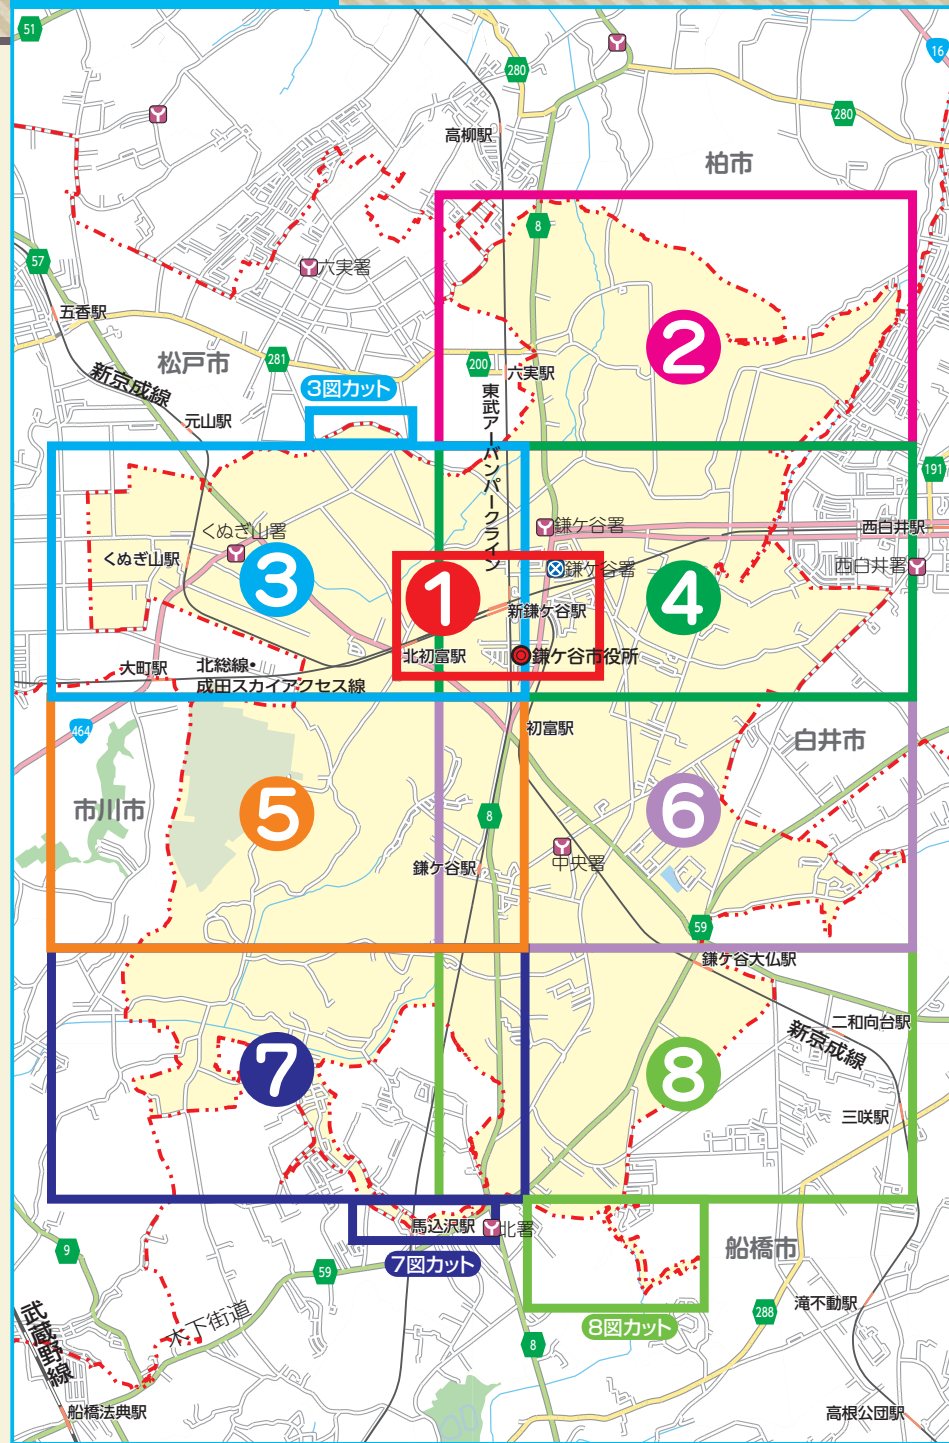 51
16
280
高柳駅
280
柏市
8
57
六実署
五香駅
松戸市
281
200
六実駅
2
新京成線
3図カット
元山駅
東武アーバンパークライン
191
くぬぎ山署
鎌ケ谷署
西白井駅
くぬぎ山駅
3
鎌ケ谷署
西白井署
1
4
新鎌ケ谷駅
北初富駅
鎌ケ谷市役所
大町駅
北総線・
成田スカイアクセス線
464
初富駅
白井市
市川市
5
8
6
鎌ケ谷駅
中央署
59
鎌ケ谷大仏駅
二和向台駅
新京成線
7
8
三咲駅
馬込沢駅
北署
船橋市
9
7図カット
59
木下街道
288
滝不動駅
8図カット
8
武蔵野線
船橋法典駅
高根公団駅